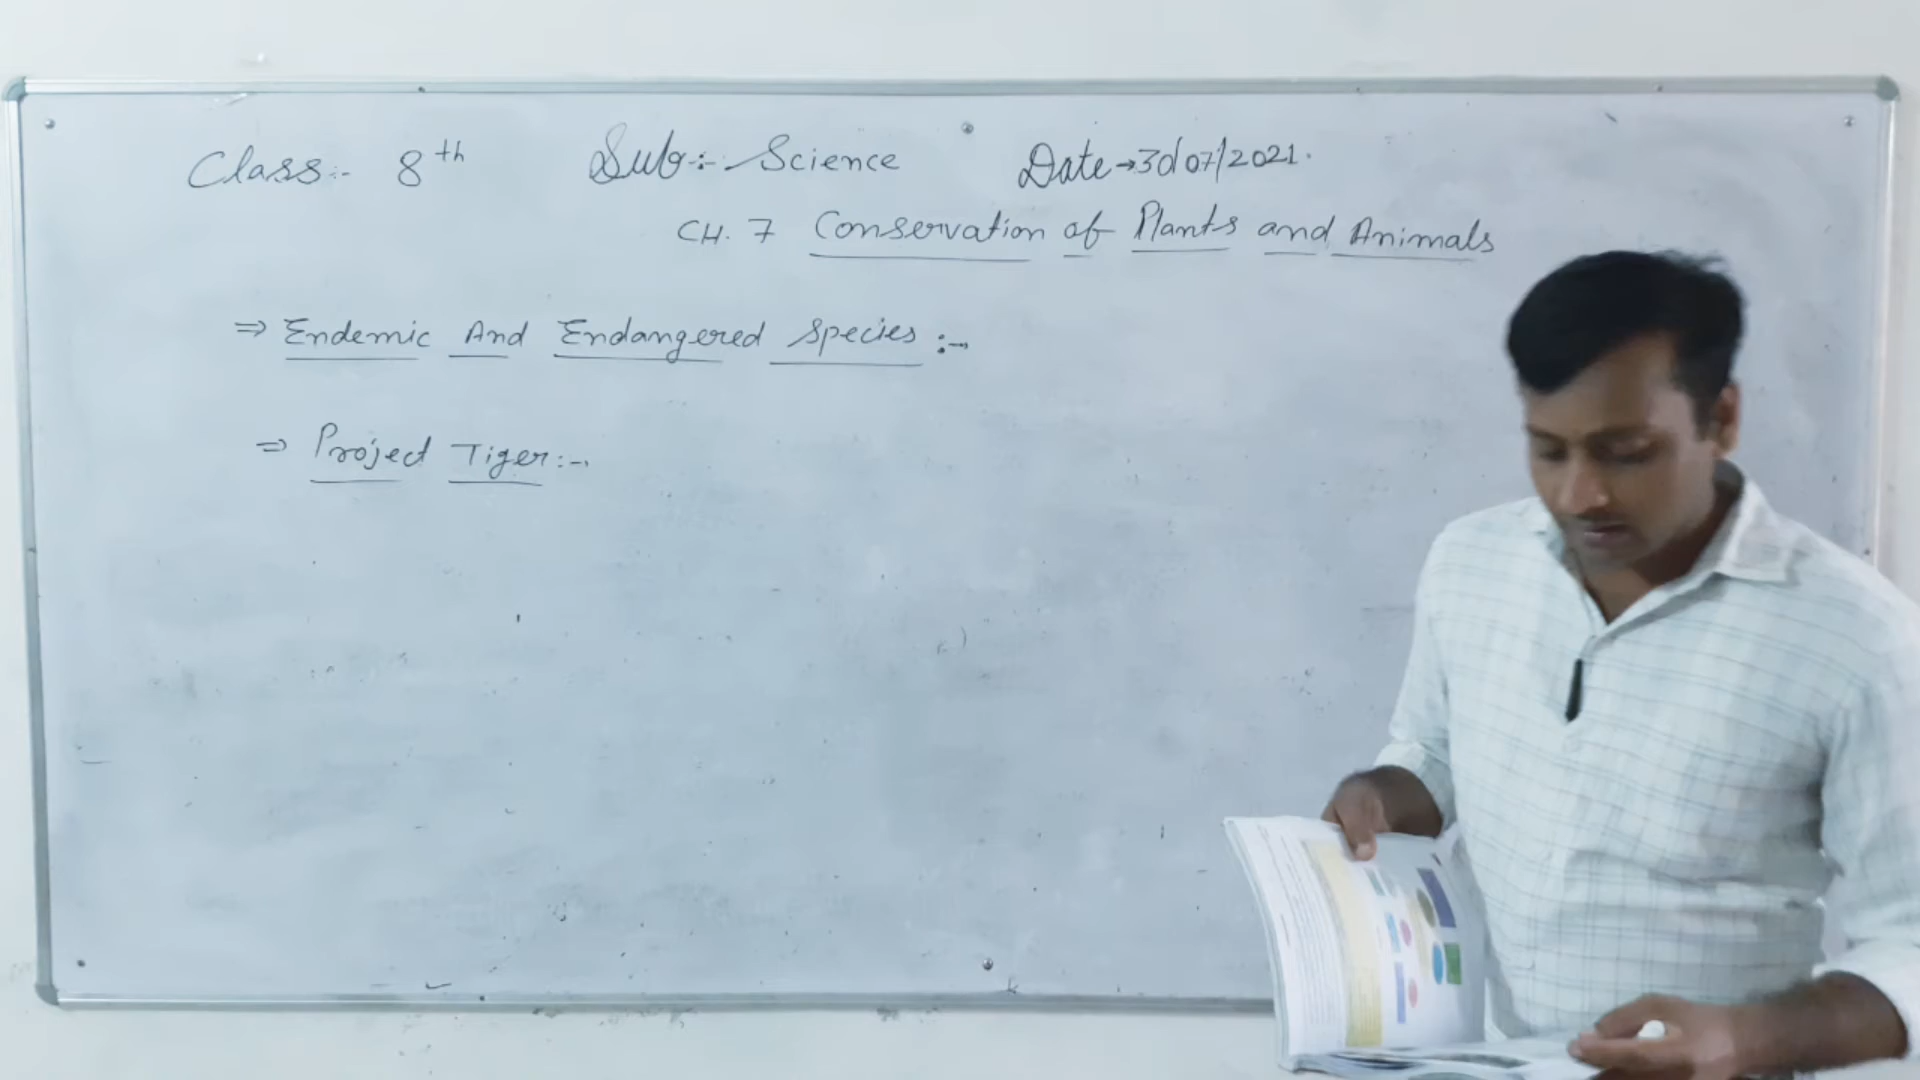 Class:- 8th Sub:- Science Date→30/07/2021.
CH. 7 Conservation of Plants and Animals
⇒ Endemic And Endangered Species:-
⇒ Project Tiger:-